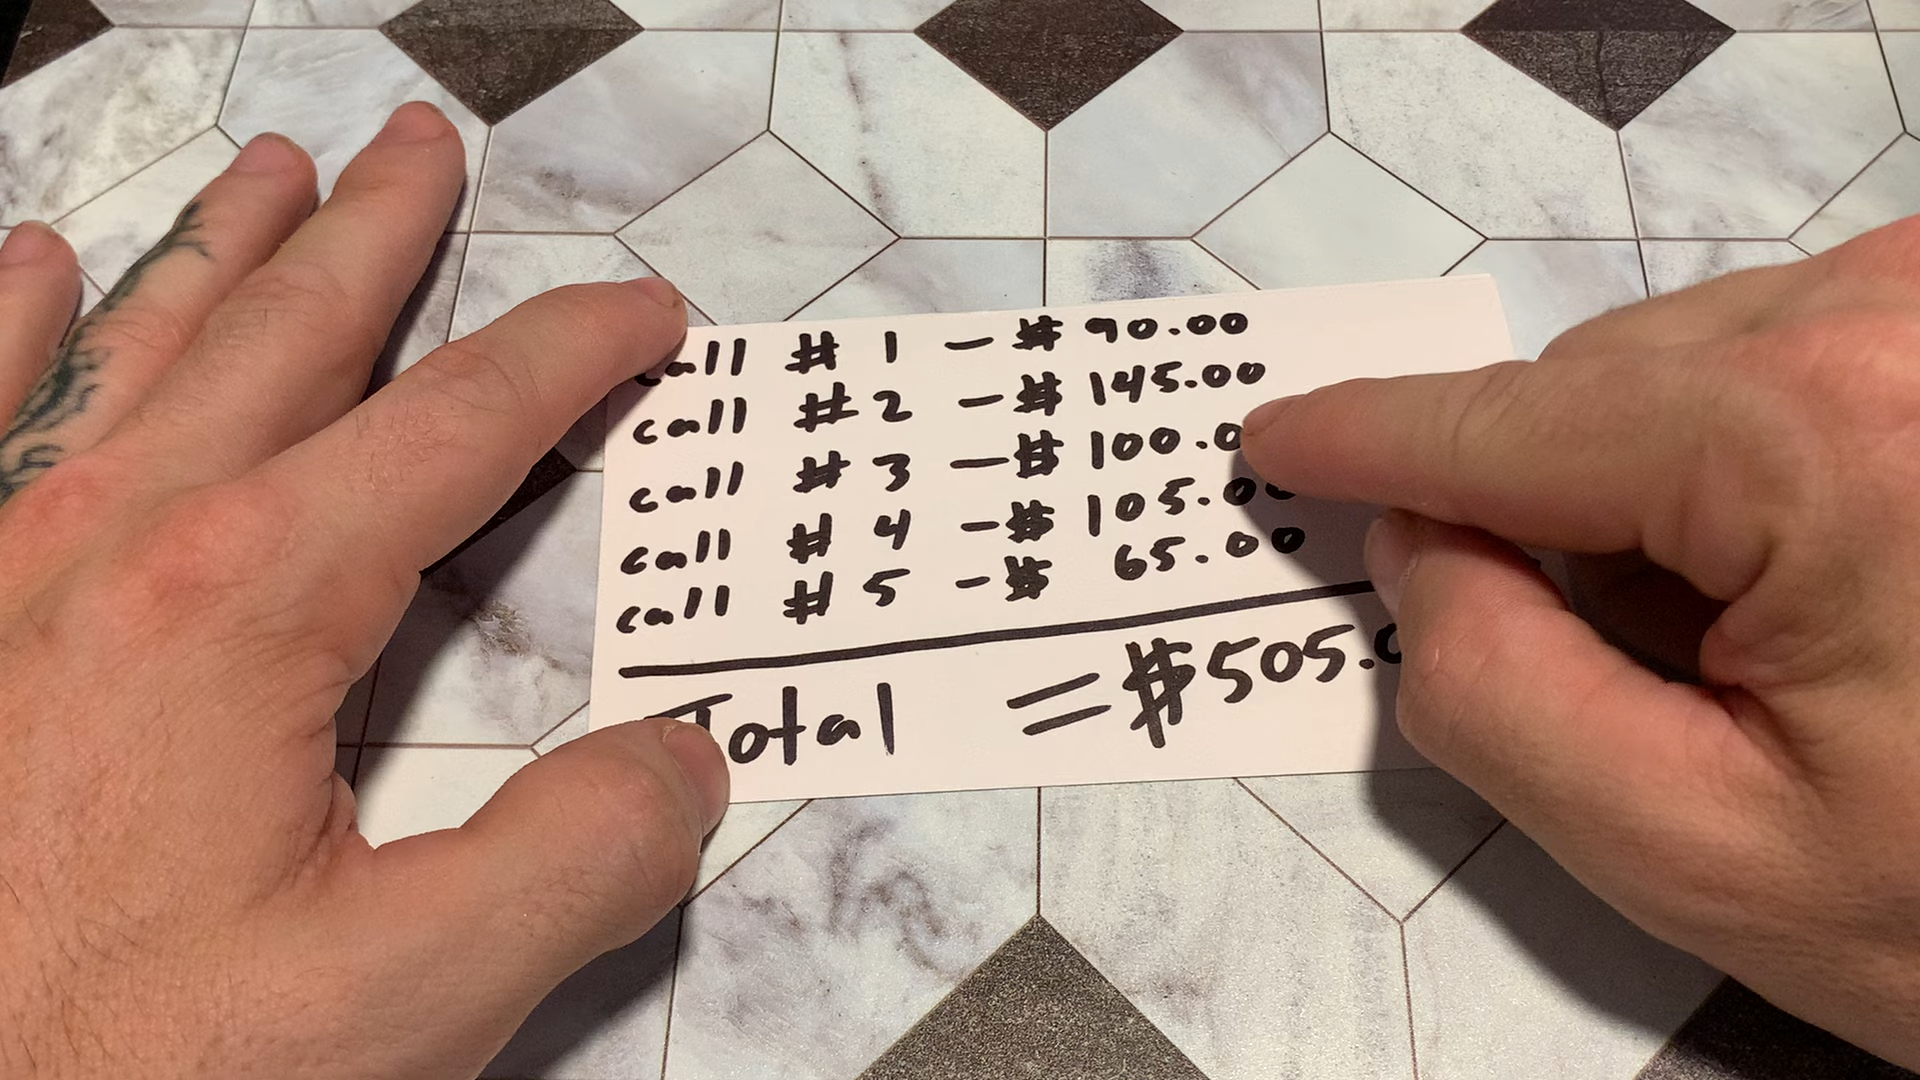 call # 1 - $ 90.00
call # 2 - $ 145.00
call # 3 - $ 100.0
call # 4 - $ 105.00
call # 5 - $ 65.00
Total = $505.0